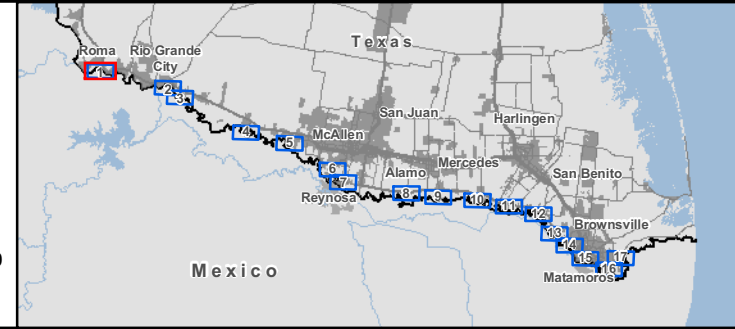 Texas
Roma
Rio Grande
City
1
2
3
San Juan
Harlingen
McAllen
4
5
Mercedes
Alamo
San Benito
6
7
Reynosa
8
9
10
11
12
Brownsville
13
14
15
16
17
Mexico
Matamoros